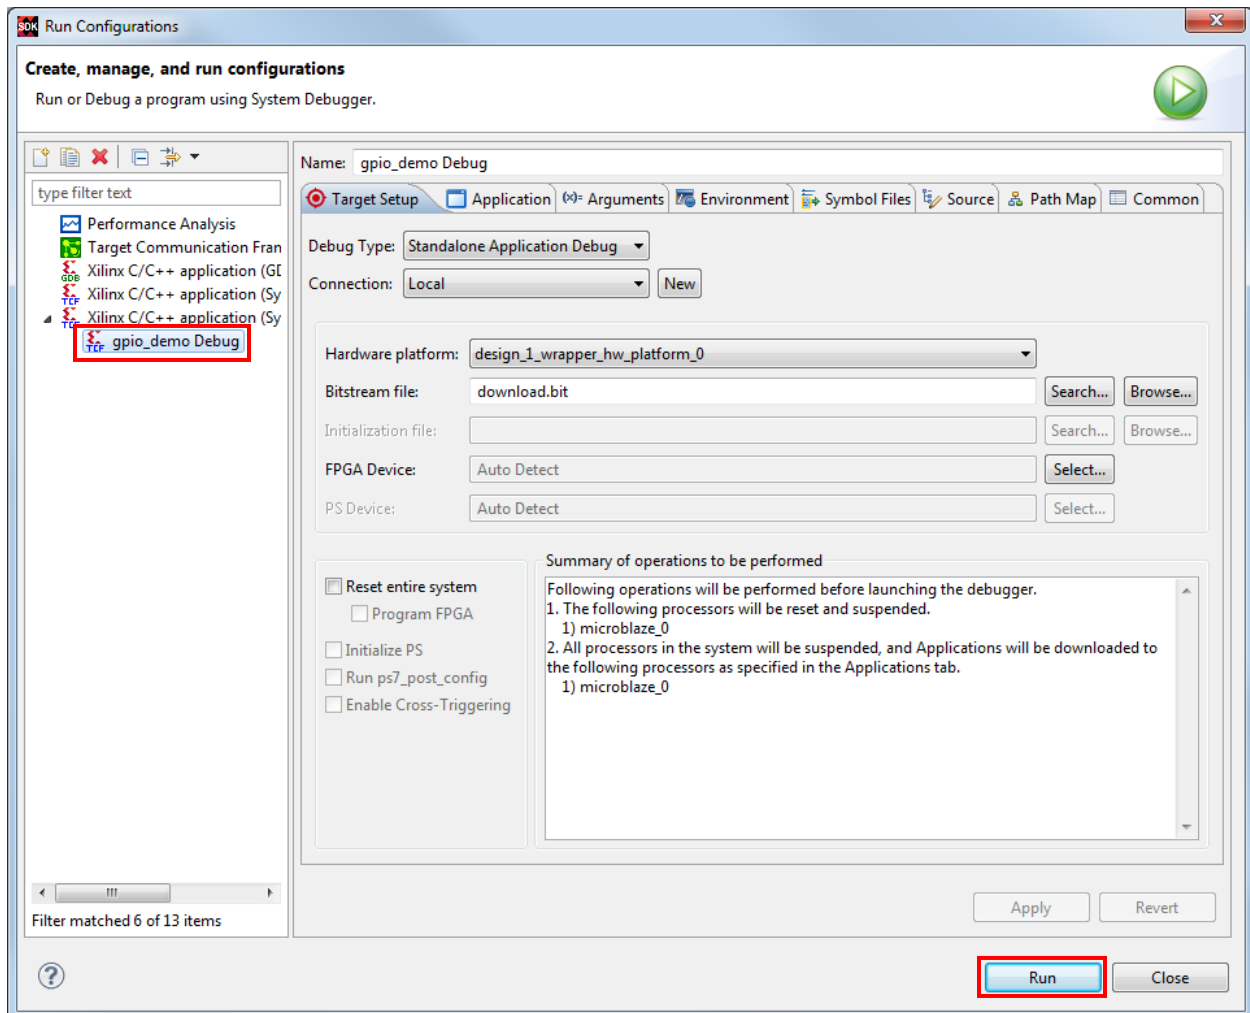 SDK Run Configurations
Create, manage, and run configurations
Run or Debug a program using System Debugger.
type filter text
Performance Analysis
Target Communication Fran
GDB Xilinx C/C++ application (GI
TCF Xilinx C/C++ application (Sy
TCF Xilinx C/C++ application (Sy
TCF gpio_demo Debug
Filter matched 6 of 13 items
Name: gpio_demo Debug
Target Setup Application (x)= Arguments Environment Symbol Files Source Path Map Common
Debug Type: Standalone Application Debug
Connection: Local New
Hardware platform: design_1_wrapper_hw_platform_0
Bitstream file: download.bit Search... Browse...
Initialization file: Search... Browse...
FPGA Device: Auto Detect Select...
PS Device: Auto Detect Select...
Reset entire system
Program FPGA
Initialize PS
Run ps7_post_config
Enable Cross-Triggering
Summary of operations to be performed
Following operations will be performed before launching the debugger.
1. The following processors will be reset and suspended.
1) microblaze_0
2. All processors in the system will be suspended, and Applications will be downloaded to
the following processors as specified in the Applications tab.
1) microblaze_0
Apply Revert
? Run Close